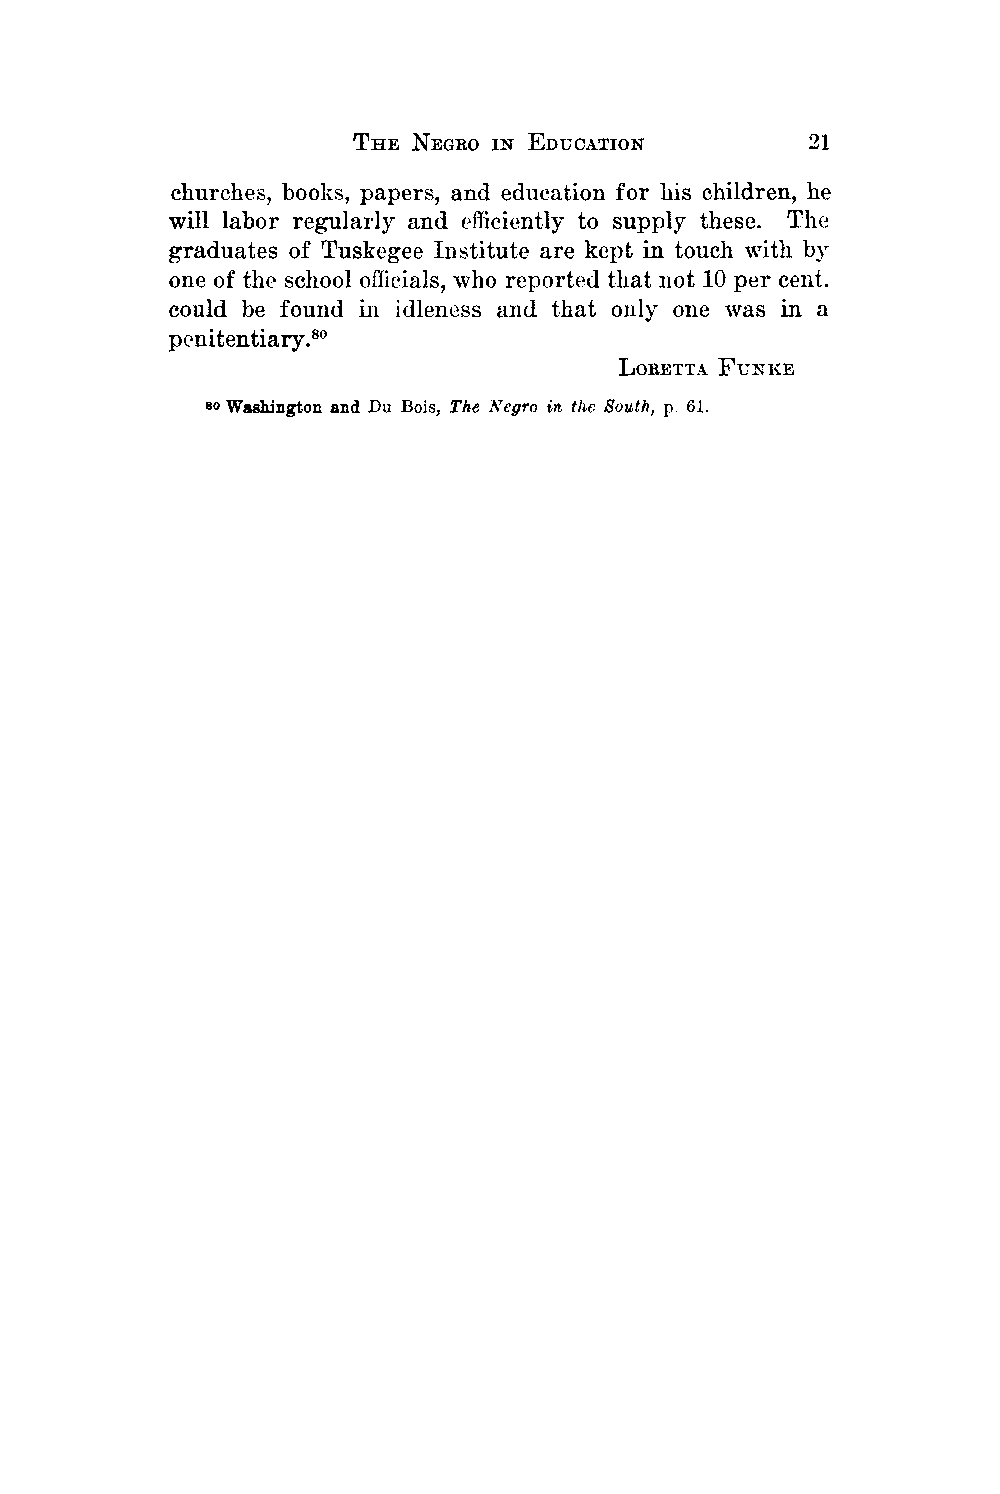 The Negro in Education 21
churches, books, papers, and education for his children, he
will labor regularly and efficiently to supply these. The
graduates of Tuskegee Institute are kept in touch with by
one of the school officials, who reported that not 10 per cent.
could be found in idleness and that only one was in a
penitentiary.⁸⁰
Loretta Funke
⁸⁰ Washington and Du Bois, The Negro in the South, p. 61.